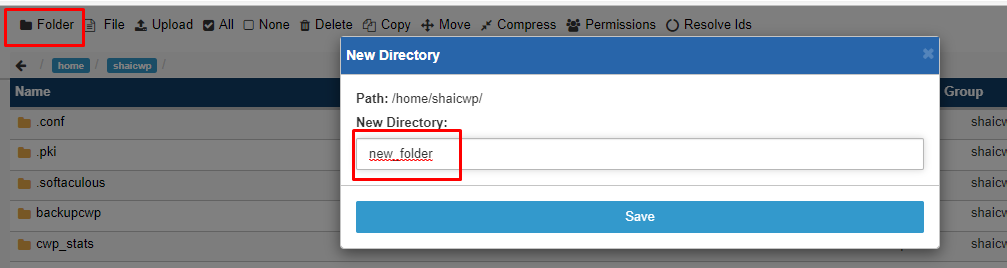 Folder File Upload All None Delete Copy Move Compress Permissions Resolve Ids
New Directory ×
/ home / shaicwp /
Name Group
Path: /home/shaicwp/
New Directory:
.conf shaicw
new_folder
.pki shaicw
.softaculous shaicw
Save
backupcwp shaicw
cwp_stats shaicw